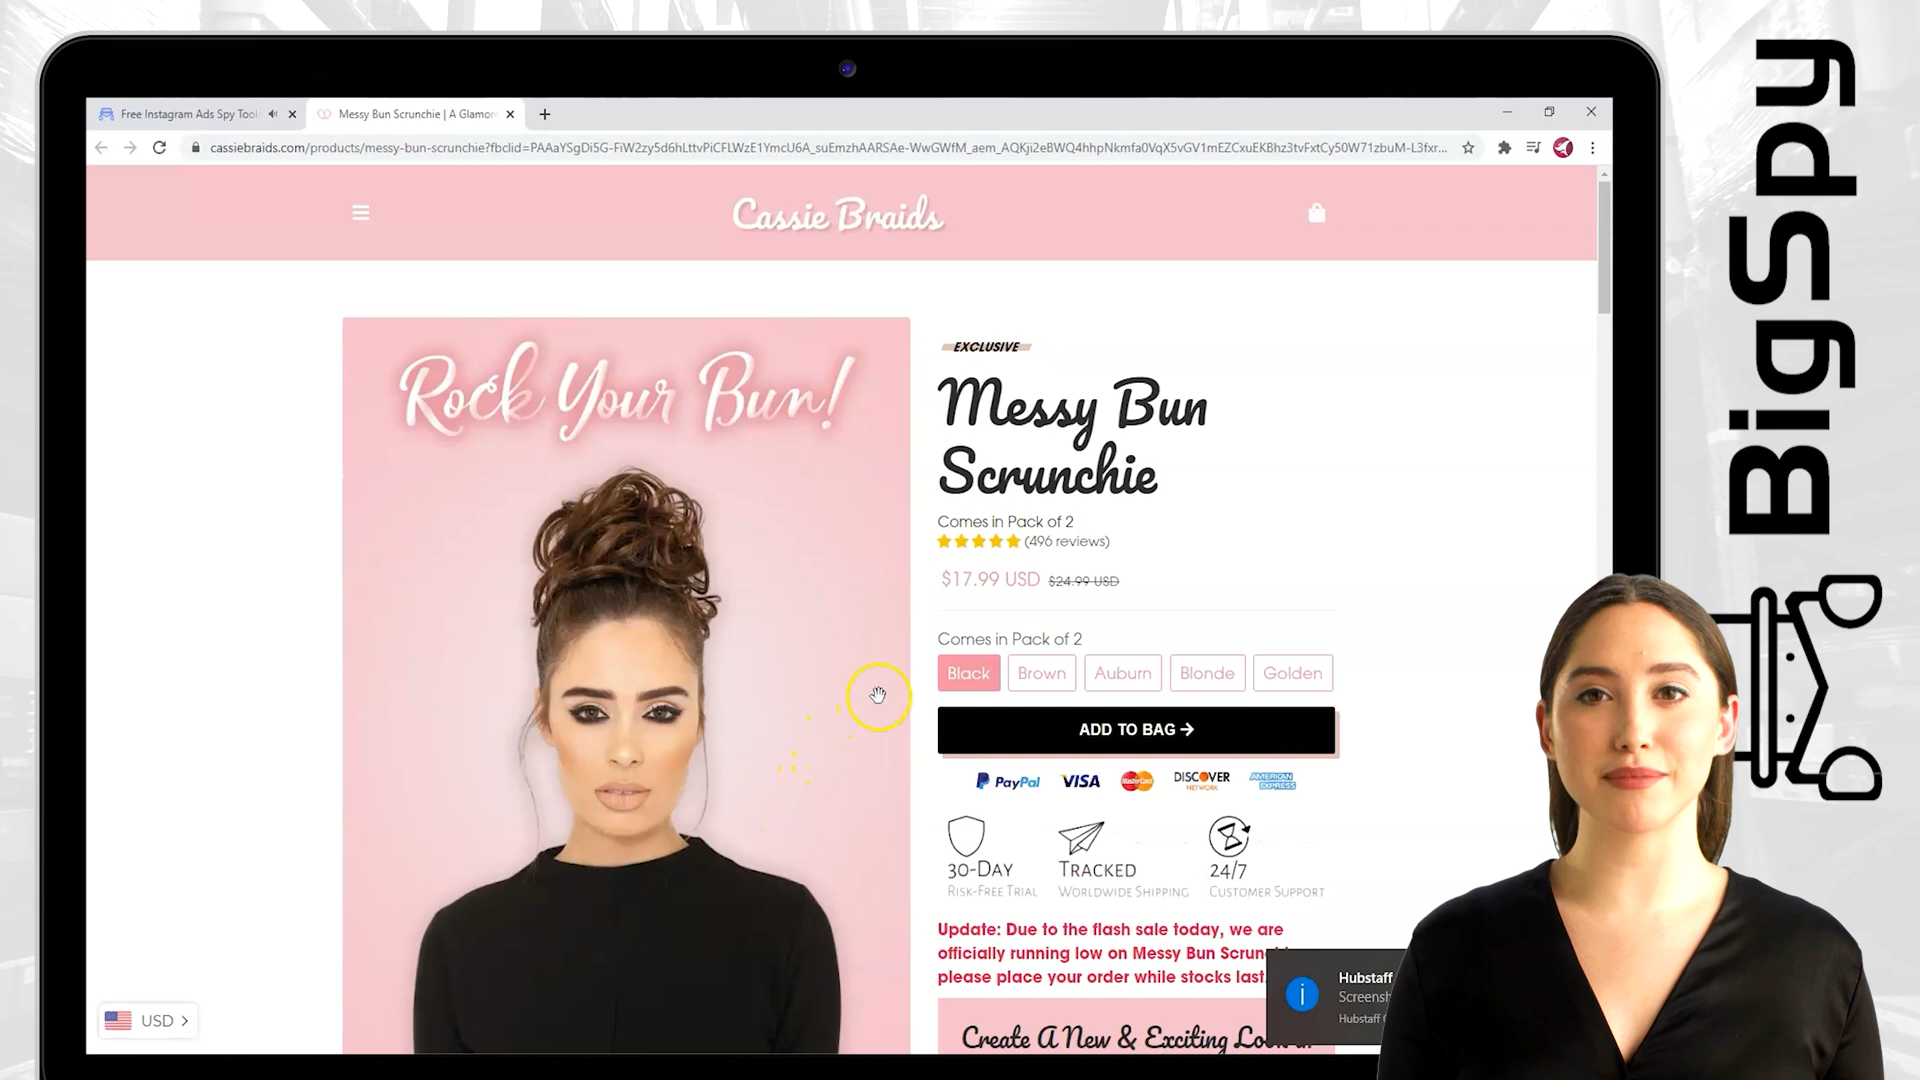 Free Instagram Ads Spy Tool
Messy Bun Scrunchie | A Glamor
cassiebraids.com/products/messy-bun-scrunchie?fbclid=PAAaYSgDi5G-FiW2zy5d6hLttvPiCFLWzE1YmcU6A_suEmzhAARSAe-WwGWfM_aem_AQKji2eBWQ4hhpNkmfa0VqX5vGV1mEZCxuEKBhz3tvFxtCy50W71zbuM-L3fxr...
Cassie Braids
Rock Your Bun!
EXCLUSIVE
Messy Bun
Scrunchie
Comes in Pack of 2
(496 reviews)
$17.99 USD $24.99 USD
Comes in Pack of 2
Black Brown Auburn Blonde Golden
ADD TO BAG →
PayPal VISA MasterCard DISCOVER NETWORK AMERICAN EXPRESS
30-DAY TRACKED 24/7
RISK-FREE TRIAL WORLDWIDE SHIPPING CUSTOMER SUPPORT
Update: Due to the flash sale today, we are
officially running low on Messy Bun
please place your order while stocks last.
Create A New & Exciting
USD
Hubstaff
Hubstaff
BigSpy